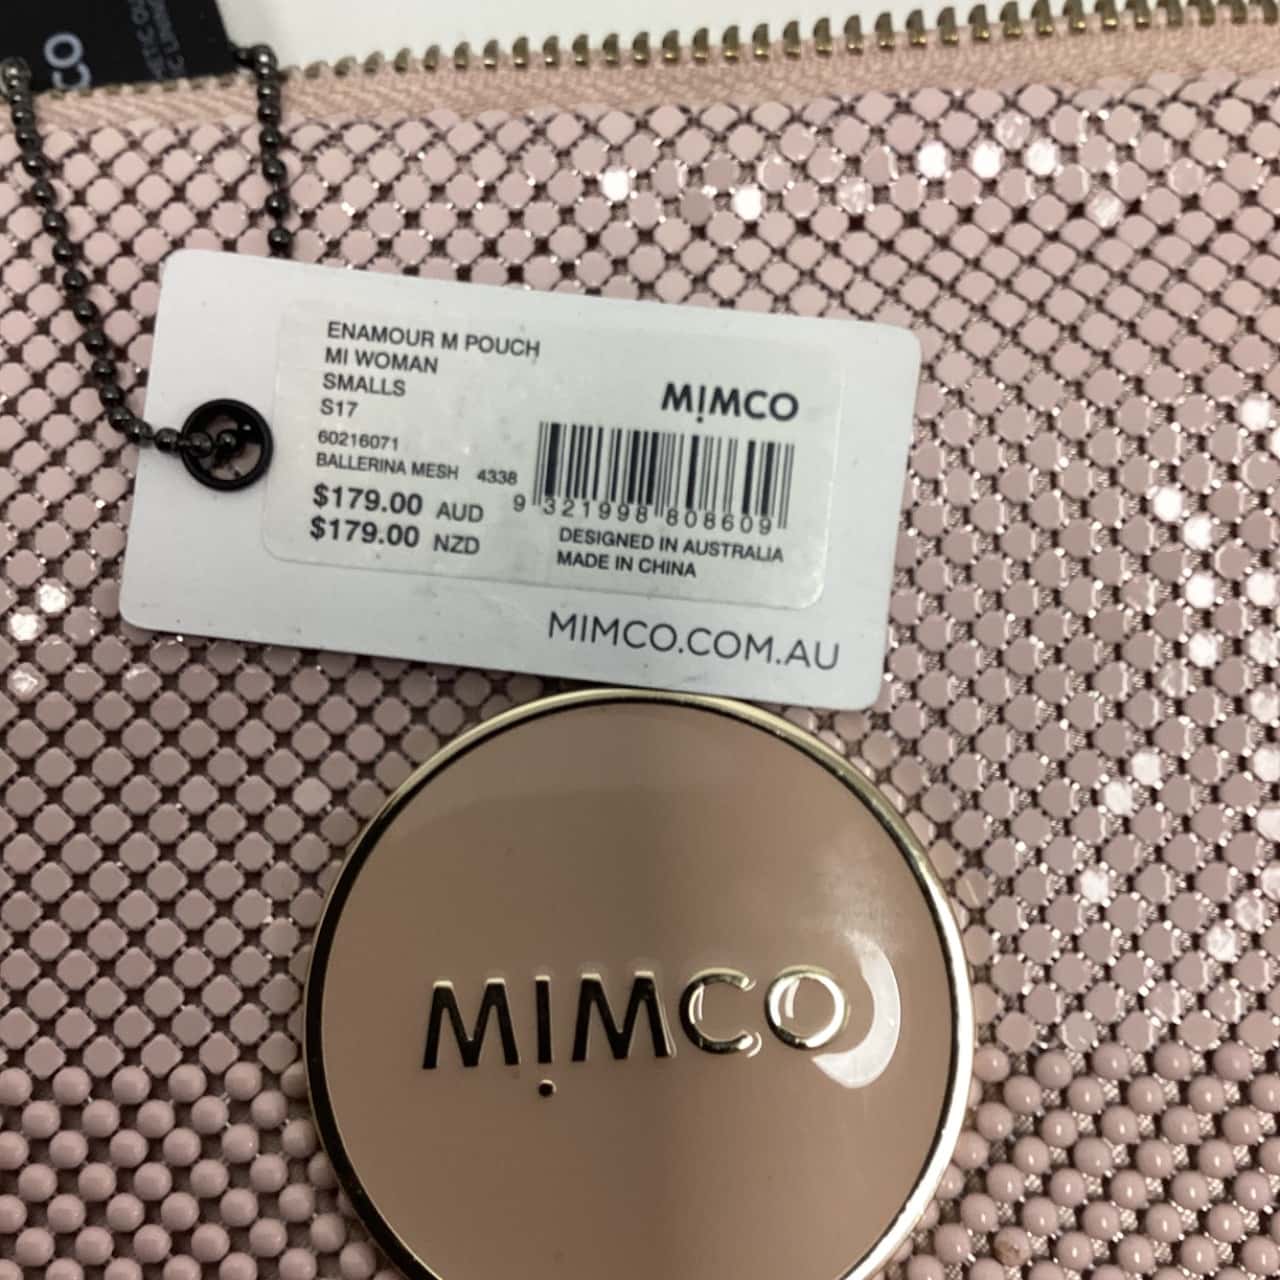 CO
ENAMOUR M POUCH
MI WOMAN
SMALLS
S17
60216071
BALLERINA MESH 4338
$179.00 AUD
$179.00 NZD
MIMCO
9 321998 808609
DESIGNED IN AUSTRALIA
MADE IN CHINA
MIMCO.COM.AU
MIMCO